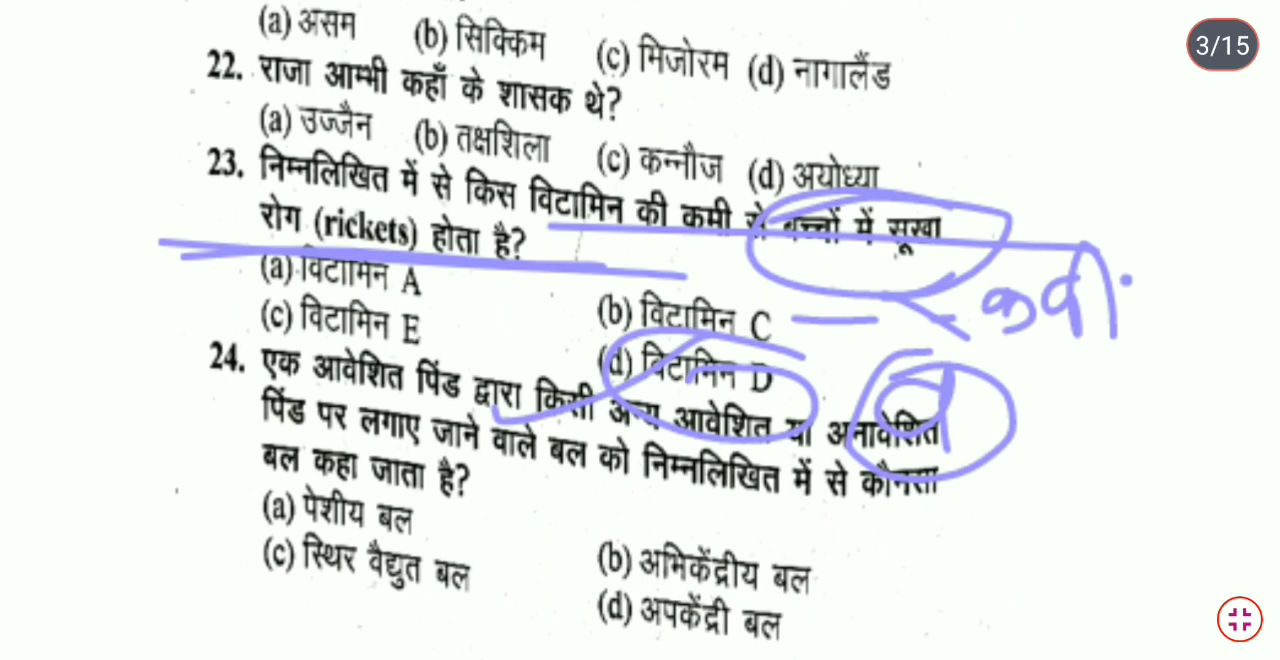 (a) असम (b) सिक्किम (c) मिजोरम (d) नागालैंड
22. राजा आम्भी कहाँ के शासक थे?
(a) उज्जैन (b) तक्षशिला (c) कन्नौज (d) अयोध्या
23. निम्नलिखित में से किस विटामिन की कमी से बच्चों में सूखा
रोग (rickets) होता है?
(a) विटामिन A (b) विटामिन C
(c) विटामिन E (d) विटामिन D
24. एक आवेशित पिंड द्वारा किसी अन्य आवेशित या अनावेशित
पिंड पर लगाए जाने वाले बल को निम्नलिखित में से कौनसा
बल कहा जाता है?
(a) पेशीय बल (b) अभिकेंद्रीय बल
(c) स्थिर वैद्युत बल (d) अपकेंद्री बल
3/15